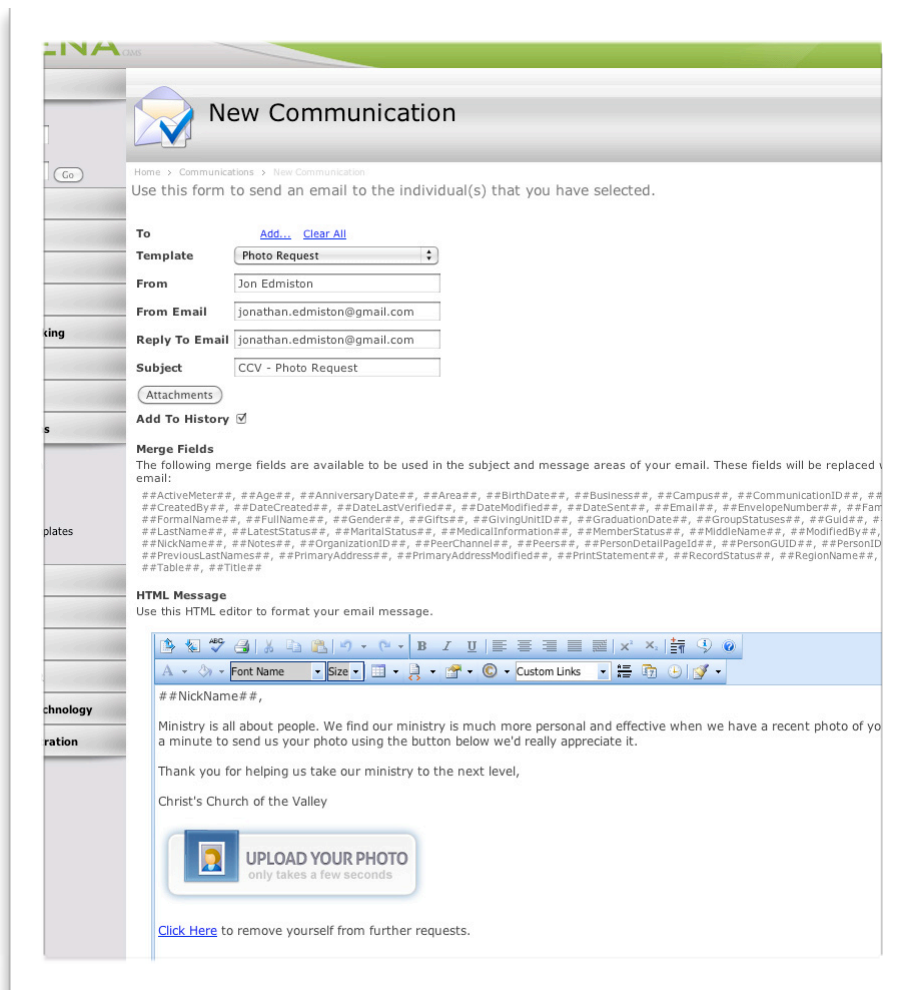 ENA CAMS
New Communication
Go
Home > Communications > New Communication
Use this form to send an email to the individual(s) that you have selected.
To Add... Clear All
Template Photo Request
From Jon Edmiston
From Email jonathan.edmiston@gmail.com
king
Reply To Email jonathan.edmiston@gmail.com
Subject CCV - Photo Request
Attachments
Add To History
s
Merge Fields
The following merge fields are available to be used in the subject and message areas of your email. These fields will be replaced
email:
##ActiveMeter##, ##Age##, ##AnniversaryDate##, ##Area##, ##BirthDate##, ##Business##, ##Campus##, ##CommunicationID##, ##
##CreatedBy##, ##DateCreated##, ##DateLastVerified##, ##DateModified##, ##DateSent##, ##Email##, ##EnvelopeNumber##, ##Fam
##FormalName##, ##FullName##, ##Gender##, ##Gifts##, ##GivingUnitID##, ##GraduationDate##, ##GroupStatuses##, ##Guid##, #
plates
##LastName##, ##LatestStatus##, ##MaritalStatus##, ##MedicalInformation##, ##MemberStatus##, ##MiddleName##, ##ModifiedBy##,
##NickName##, ##Notes##, ##OrganizationID##, ##PeerChannel##, ##Peers##, ##PersonDetailPageId##, ##PersonGUID##, ##PersonID
##PreviousLastNames##, ##PrimaryAddress##, ##PrimaryAddressModified##, ##PrintStatement##, ##RecordStatus##, ##RegionName##,
##Table##, ##Title##
HTML Message
Use this HTML editor to format your email message.
ABC B I U x² x,
A Font Name Size Custom Links
##NickName##,
chnology
Ministry is all about people. We find our ministry is much more personal and effective when we have a recent photo of yo
ration
a minute to send us your photo using the button below we'd really appreciate it.
Thank you for helping us take our ministry to the next level,
Christ's Church of the Valley
UPLOAD YOUR PHOTO
only takes a few seconds
Click Here to remove yourself from further requests.